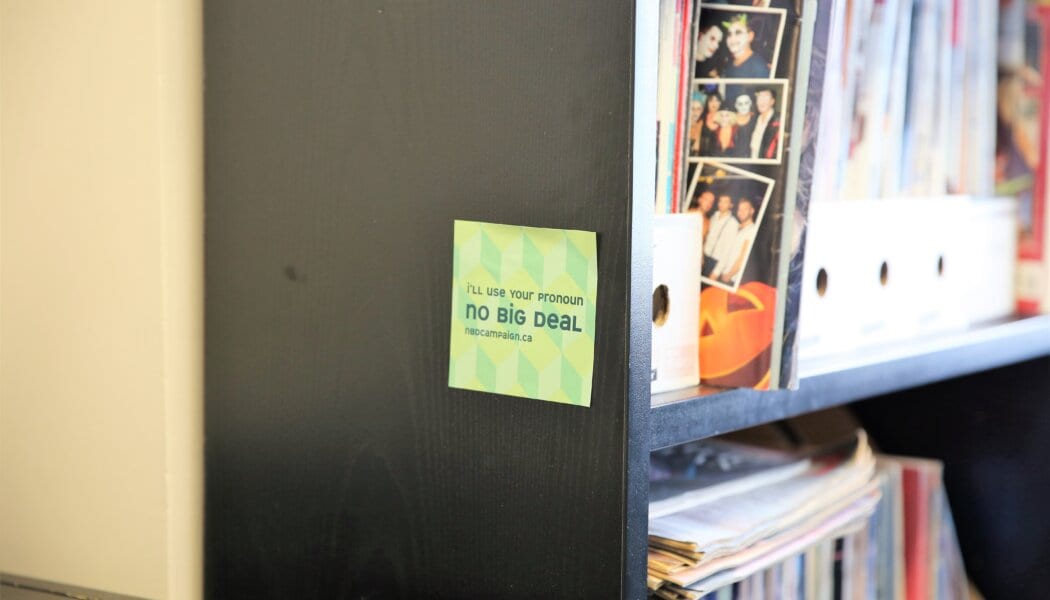 i'll use your pronoun
no big deal
nbdcampaign.ca